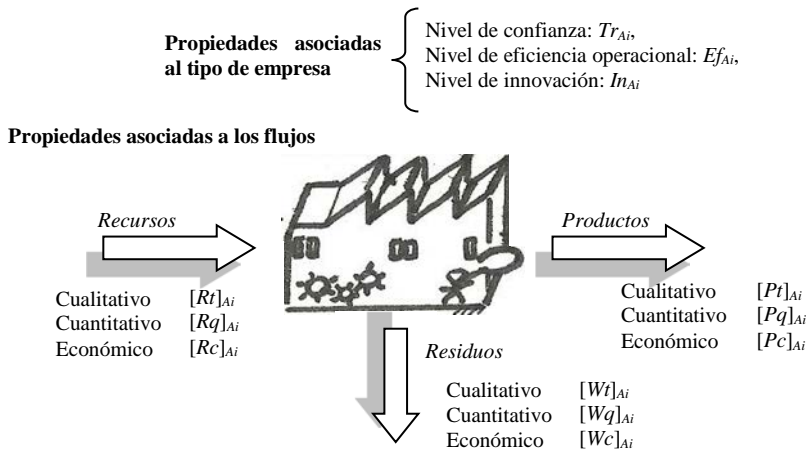 Propiedades asociadas
al tipo de empresa
Nivel de confianza: TrAi,
Nivel de eficiencia operacional: EfAi,
Nivel de innovación: InAi
Propiedades asociadas a los flujos
Recursos
Cualitativo [Rt]Ai
Cuantitativo [Rq]Ai
Económico [Rc]Ai
Productos
Cualitativo [Pt]Ai
Cuantitativo [Pq]Ai
Económico [Pc]Ai
Residuos
Cualitativo [Wt]Ai
Cuantitativo [Wq]Ai
Económico [Wc]Ai